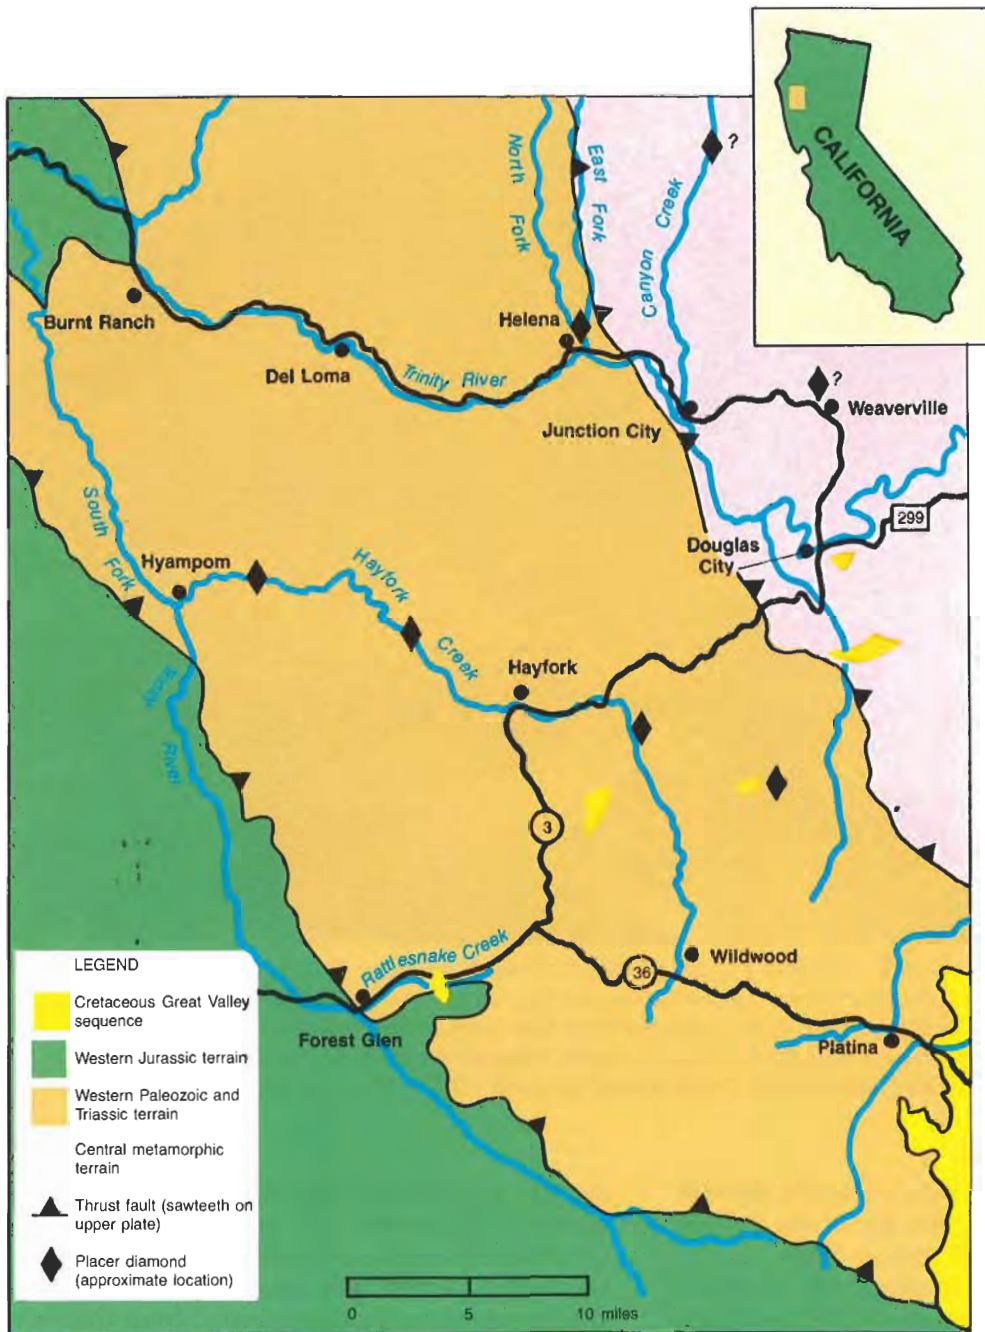 CALIFORNIA
North
Fork
East
Fork
Canyon
Creek
?
Burnt Ranch
Helena
Del Loma
Trinity River
?
Weaverville
Junction City
South
Fork
Hyampom
Hayfork
Creek
299
Douglas
City
Hayfork
River
3
Rattlesnake Creek
36
Wildwood
Forest Glen
Platina
LEGEND
Cretaceous Great Valley
sequence
Western Jurassic terrain
Western Paleozoic and
Triassic terrain
Central metamorphic
terrain
Thrust fault (sawteeth on
upper plate)
Placer diamond
(approximate location)
0 5 10 miles